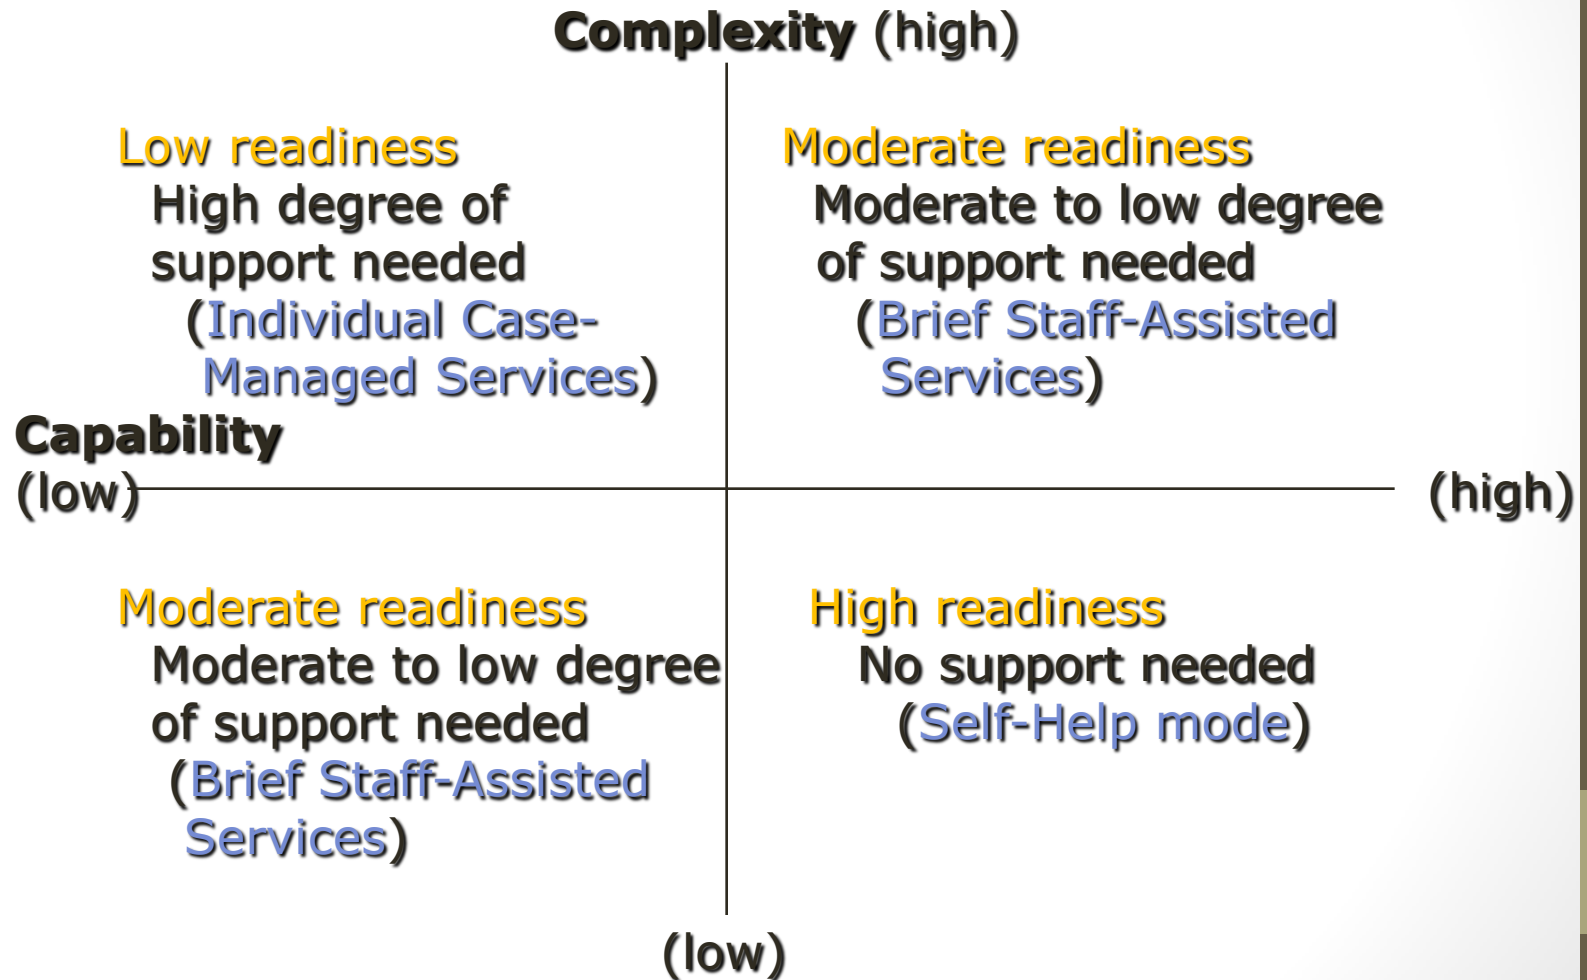 Complexity (high)
Low readiness
High degree of
support needed
(Individual Case-
Managed Services)
Moderate readiness
Moderate to low degree
of support needed
(Brief Staff-Assisted
Services)
Capability
(low)
(high)
Moderate readiness
Moderate to low degree
of support needed
(Brief Staff-Assisted
Services)
High readiness
No support needed
(Self-Help mode)
(low)